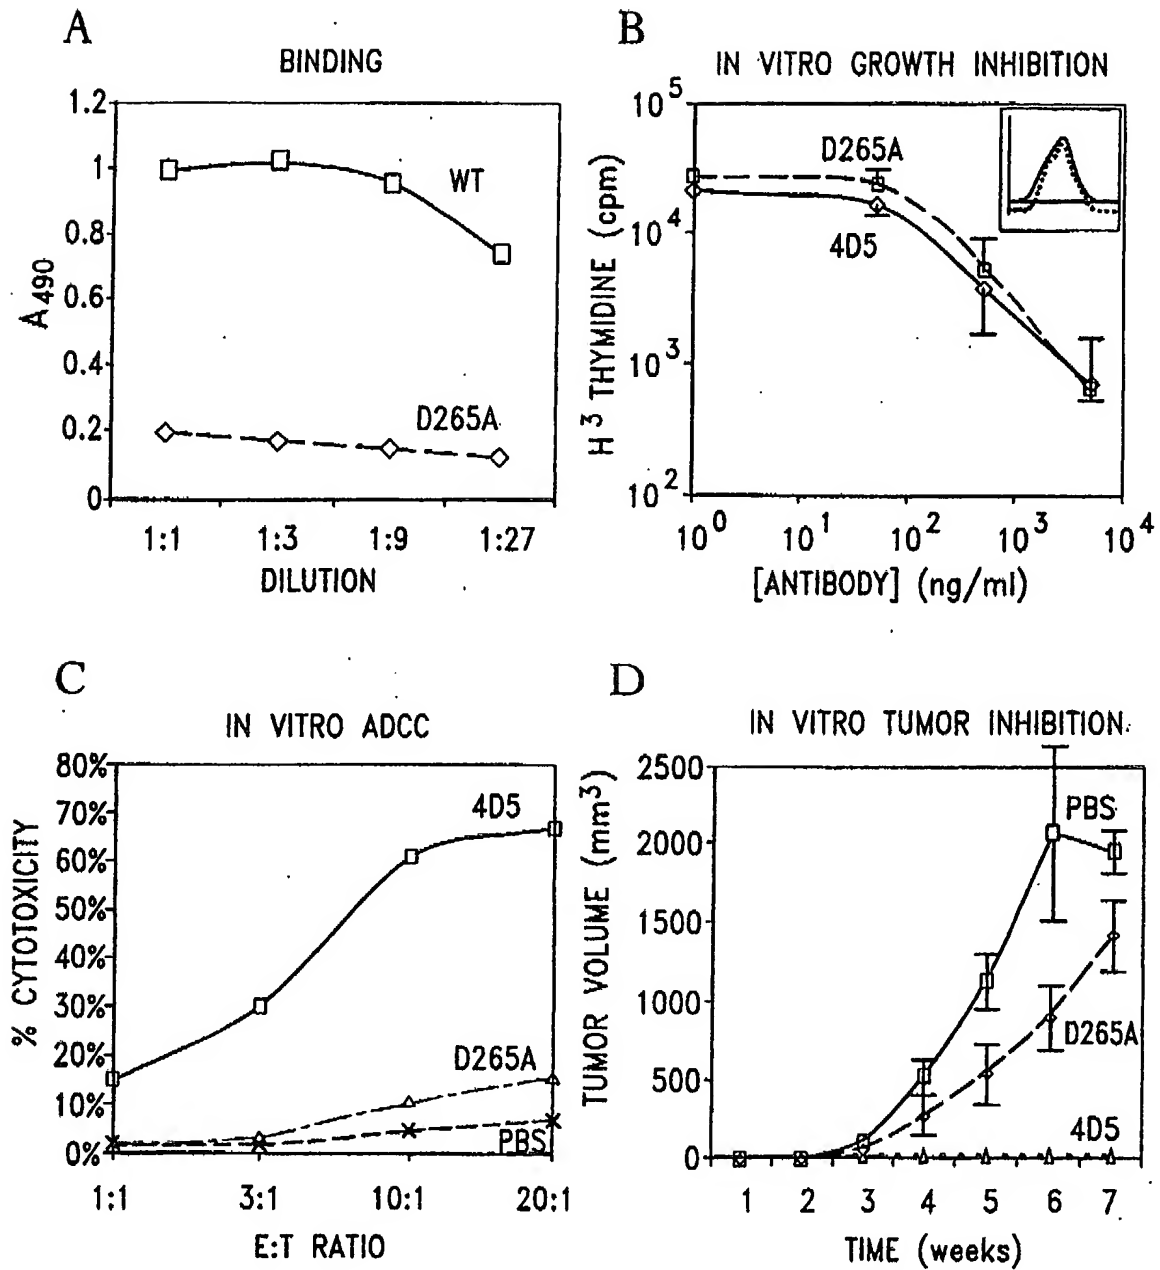 A
BINDING
1.2
1
0.8
0.6
0.4
0.2
0
A490
WT
D265A
1:1 1:3 1:9 1:27
DILUTION
B
IN VITRO GROWTH INHIBITION
10^5
10^4
10^3
10^2
H^3 THYMIDINE (cpm)
D265A
4D5
10^0 10^1 10^2 10^3 10^4
[ANTIBODY] (ng/ml)
C
IN VITRO ADCC
80%
70%
60%
50%
40%
30%
20%
10%
0%
% CYTOTOXICITY
4D5
D265A
PBS
1:1 3:1 10:1 20:1
E:T RATIO
D
IN VITRO TUMOR INHIBITION
2500
2000
1500
1000
500
0
TUMOR VOLUME (mm^3)
PBS
D265A
4D5
1 2 3 4 5 6 7
TIME (weeks)